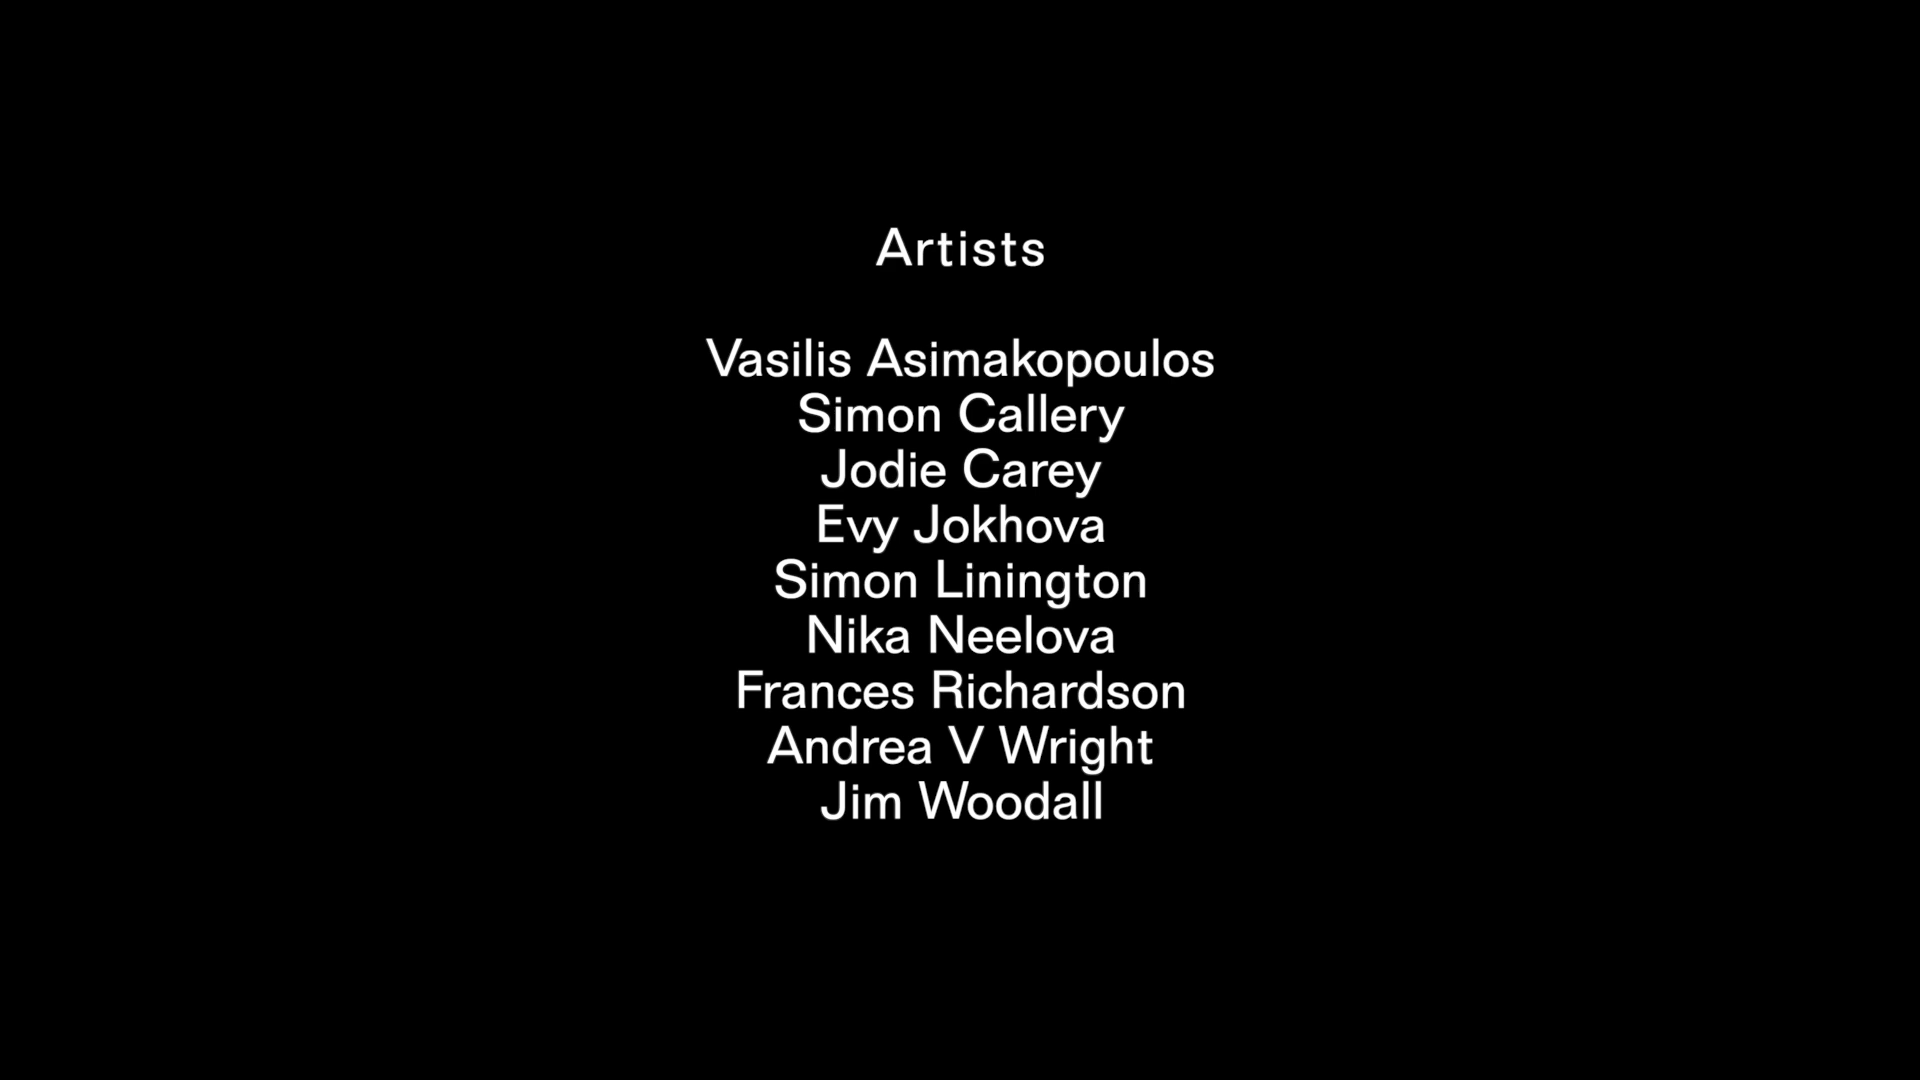 Artists
Vasilis Asimakopoulos
Simon Callery
Jodie Carey
Evy Jokhova
Simon Linington
Nika Neelova
Frances Richardson
Andrea V Wright
Jim Woodall